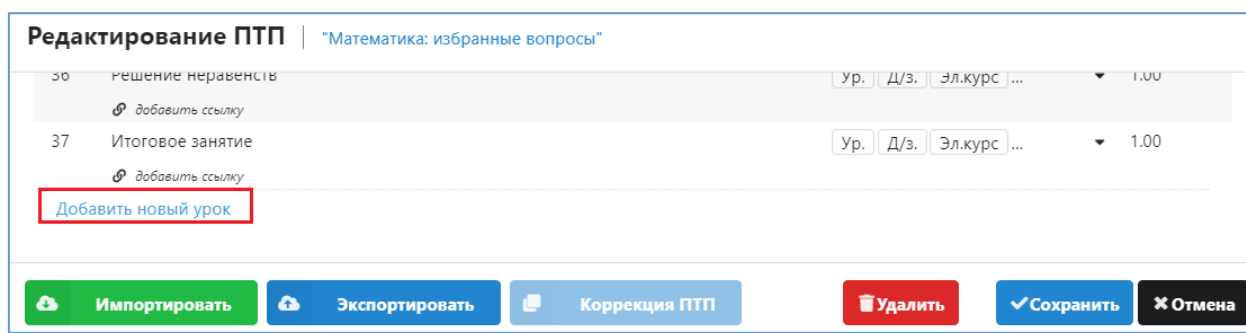 Редактирование ПТП | "Математика: избранные вопросы"
36 Решение неравенств Ур. Д/з. Эл.курс ... 1.00
добавить ссылку
37 Итоговое занятие Ур. Д/з. Эл.курс ... 1.00
добавить ссылку
Добавить новый урок
Импортировать Экспортировать Коррекция ПТП Удалить Сохранить Отмена